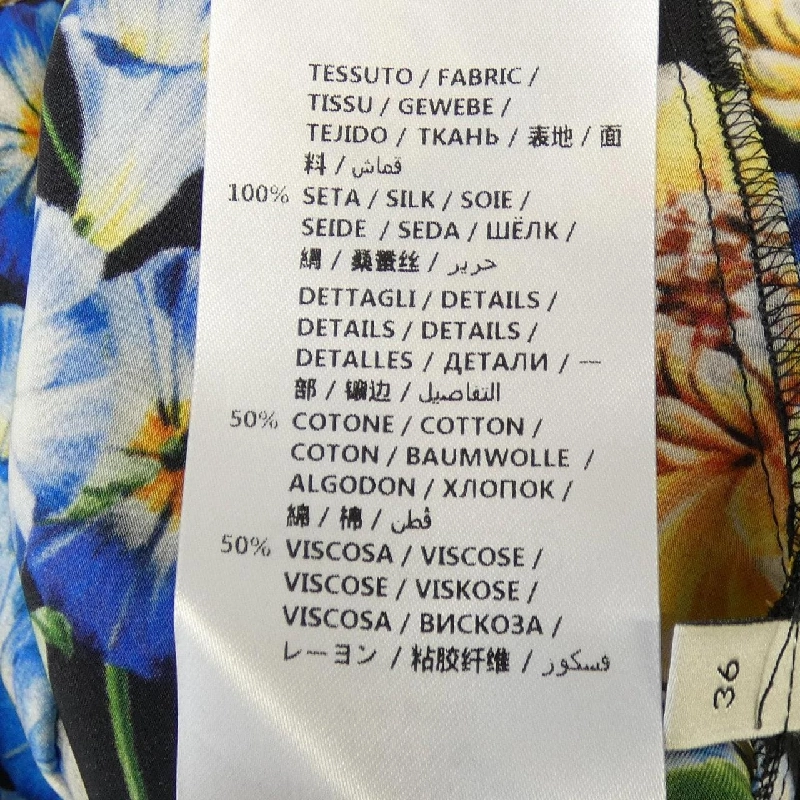 TESSUTO / FABRIC /
TISSU / GEWEBE /
TEJIDO / ТКАНЬ / 表地 / 面
料 / قماش
100% SETA / SILK / SOIE /
SEIDE / SEDA / ШЁЛК /
絹 / 桑蚕丝 / حرير
DETTAGLI / DETAILS /
DETAILS / DETAILS /
DETALLES / ДЕТАЛИ / 一
部 / 镶边 / التفاصيل
50% COTONE / COTTON /
COTON / BAUMWOLLE /
ALGODON / ХЛОПОК /
綿 / 棉 / قطن
50% VISCOSA / VISCOSE /
VISCOSE / VISKOSE /
VISCOSA / ВИСКОЗА /
レーヨン / 粘胶纤维 / فسكور
36